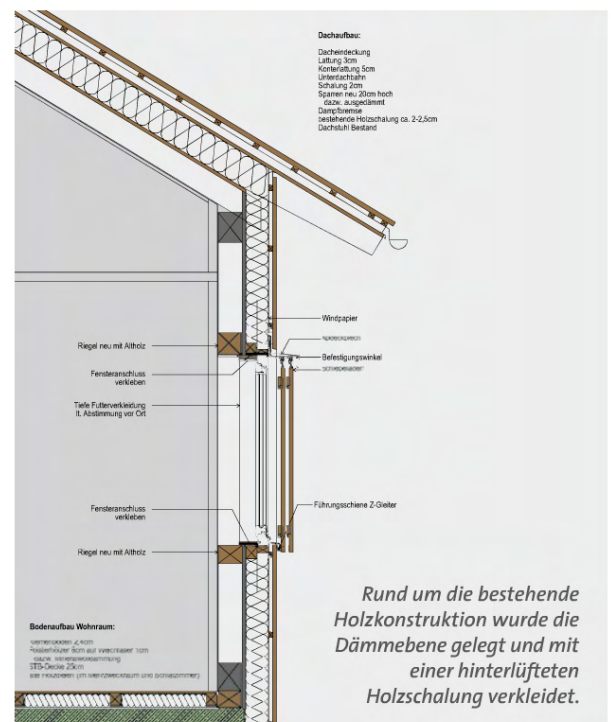 Dachaufbau:
Dacheindeckung
Lattung 3cm
Konterlattung 5cm
Unterdachbahn
Schalung 2cm
Sparren neu 20cm hoch
dazw. ausgedämmt
Dampfbremse
bestehende Holzschalung ca. 2-2,5cm
Dachstuhl Bestand
Windpapier
Befestigungswinkel
Riegel neu mit Altholz
Fensteranschluss
verkleben
Tiefe Futterverkleidung
lt. Abstimmung vor Ort
Führungsschiene Z-Gleiter
Fensteranschluss
verkleben
Riegel neu mit Altholz
Rund um die bestehende
Holzkonstruktion wurde die
Dämmebene gelegt und mit
einer hinterlüfteten
Holzschalung verkleidet.
Bodenaufbau Wohnraum:
STB-Decke 25cm